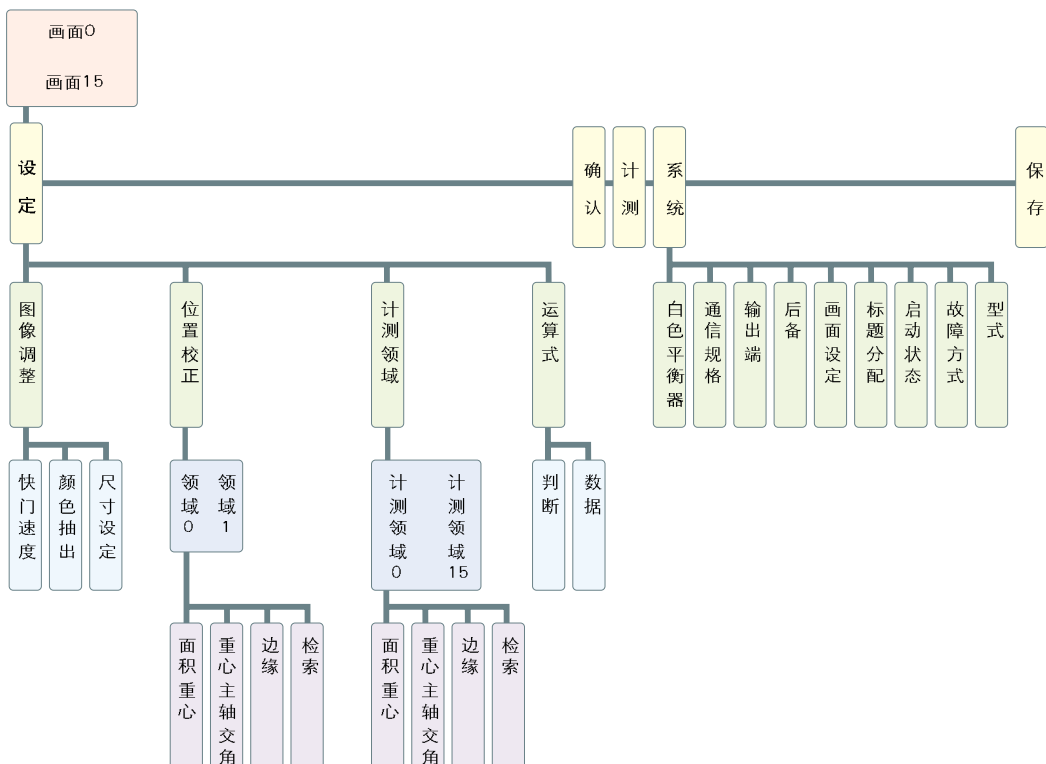 画面0
画面15
设定
确认
计测
系统
保存
图像调整
位置校正
计测领域
运算式
白色平衡器
通信规格
输出端
后备
画面设定
标题分配
启动状态
故障方式
型式
快门速度
颜色抽出
尺寸设定
领域0
领域1
计测领域0
计测领域15
判断
数据
面积重心
重心主轴交角
边缘
检索
面积重心
重心主轴交角
边缘
检索